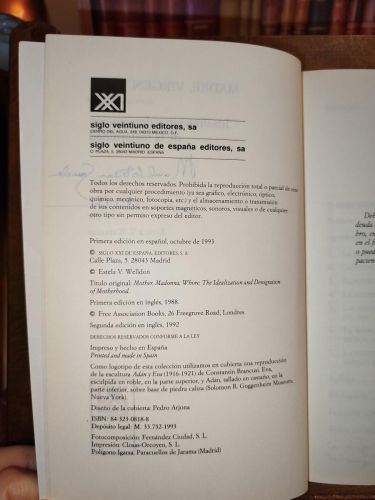 siglo veintiuno editores, sa
CERRO DEL AGUA, 248. 04310 MEXICO, D.F.
siglo veintiuno de españa editores, sa
C/ PLAZA, 5. 28043 MADRID. ESPAÑA
Todos los derechos reservados. Prohibida la reproducción total o parcial de esta
obra por cualquier procedimiento (ya sea gráfico, electrónico, óptico,
químico, mecánico, fotocopia, etc.) y el almacenamiento o transmisión
de sus contenidos en soportes magnéticos, sonoros, visuales o de cualquier
otro tipo sin permiso expreso del editor.
Primera edición en español, octubre de 1993
© SIGLO XXI DE ESPAÑA EDITORES, S. A.
Calle Plaza, 5. 28043 Madrid
© Estela V. Welldon
Título original: Mother, Madonna, Whore: The Idealization and Denigration
of Motherhood.
Primera edición en inglés, 1988.
© Free Association Books, 26 Freegrove Road, Londres.
Segunda edición en inglés, 1992
DERECHOS RESERVADOS CONFORME A LA LEY
Impreso y hecho en España
Printed and made in Spain
Como logotipo de esta colección utilizamos en cubierta una reproducción
de la escultura Adán y Eva (1916-1921) de Constantin Brancusi. Eva,
esculpida en roble, en la parte superior, y Adán, tallado en castaño, en la
parte inferior, sobre base de piedra caliza (Solomon R. Guggenheim Museum,
Nueva York).
Diseño de la cubierta: Pedro Arjona
ISBN: 84-323-0818-8
Depósito legal: M. 33.732-1993
Fotocomposición: Fernández Ciudad, S. L.
Impresión: Closas-Orcoyen, S. L.
Polígono Igarsa. Paracuellos de Jarama (Madrid)